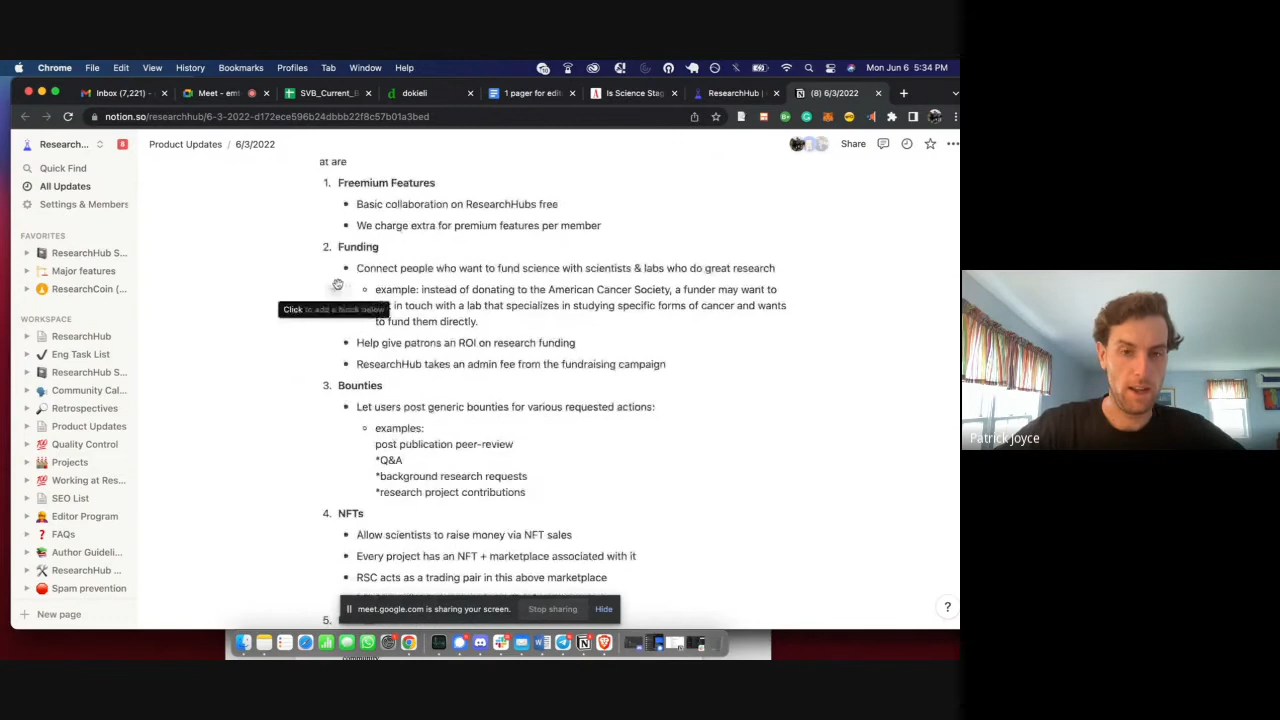 Chrome File Edit View History Bookmarks Profiles Tab Window Help Mon Jun 6 5:34 PM
Inbox (7,221) - Meet - em SVB_Current_ dokieli 1 pager for edit Is Science Stag ResearchHub | (8) 6/3/2022
notion.so/researchhub/6-3-2022-d172ece596b24dbbb22f8c57b01a3bed
Research... 8 Product Updates / 6/3/2022 Share
Quick Find
All Updates
Settings & Members
FAVORITES
ResearchHub S...
Major features
ResearchCoin (...
WORKSPACE
ResearchHub
Eng Task List
ResearchHub S...
Community Cal...
Retrospectives
Product Updates
Quality Control
Projects
Working at Res...
SEO List
Editor Program
FAQs
Author Guideli...
ResearchHub ...
Spam prevention
New page
at are
1. Freemium Features
• Basic collaboration on ResearchHubs free
• We charge extra for premium features per member
2. Funding
• Connect people who want to fund science with scientists & labs who do great research
example: instead of donating to the American Cancer Society, a funder may want to
Click to add a block below
in touch with a lab that specializes in studying specific forms of cancer and wants
to fund them directly.
• Help give patrons an ROI on research funding
• ResearchHub takes an admin fee from the fundraising campaign
3. Bounties
• Let users post generic bounties for various requested actions:
examples:
post publication peer-review
*Q&A
*background research requests
*research project contributions
4. NFTs
• Allow scientists to raise money via NFT sales
• Every project has an NFT + marketplace associated with it
• RSC acts as a trading pair in this above marketplace
5.
meet.google.com is sharing your screen. Stop sharing Hide
?
community
Patrick Joyce